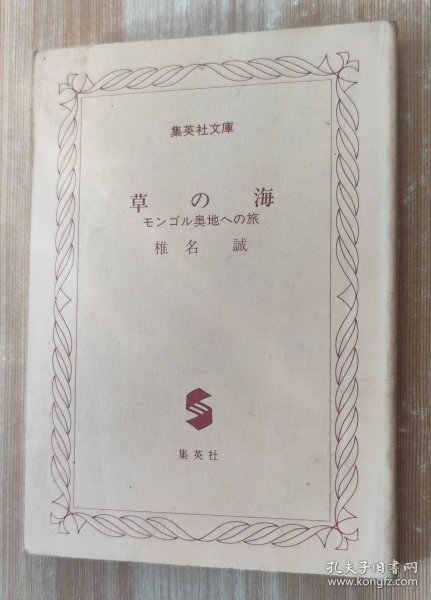 集英社文庫
草の海
モンゴル奥地への旅
椎名 誠
集英社
孔夫子旧书网
www.kongfz.com